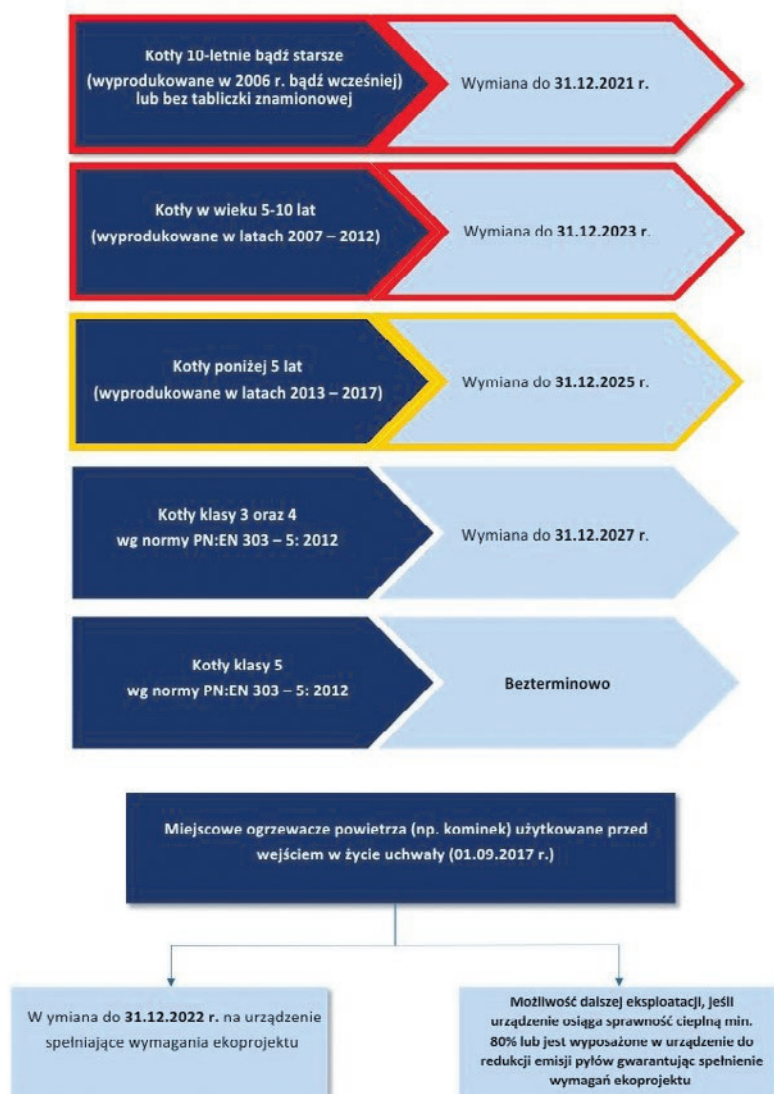 Kotły 10-letnie bądź starsze
(wyprodukowane w 2006 r. bądź wcześniej)
lub bez tabliczki znamionowej
Wymiana do 31.12.2021 r.
Kotły w wieku 5-10 lat
(wyprodukowane w latach 2007 – 2012)
Wymiana do 31.12.2023 r.
Kotły poniżej 5 lat
(wyprodukowane w latach 2013 – 2017)
Wymiana do 31.12.2025 r.
Kotły klasy 3 oraz 4
wg normy PN:EN 303 – 5: 2012
Wymiana do 31.12.2027 r.
Kotły klasy 5
wg normy PN:EN 303 – 5: 2012
Bezterminowo
Miejscowe ogrzewacze powietrza (np. kominek) użytkowane przed
wejściem w życie uchwały (01.09.2017 r.)
W ymiana do 31.12.2022 r. na urządzenie
spełniające wymagania ekoprojektu
Możliwość dalszej eksploatacji, jeśli
urządzenie osiąga sprawność cieplną min.
80% lub jest wyposażone w urządzenie do
redukcji emisji pyłów gwarantując spełnienie
wymagań ekoprojektu